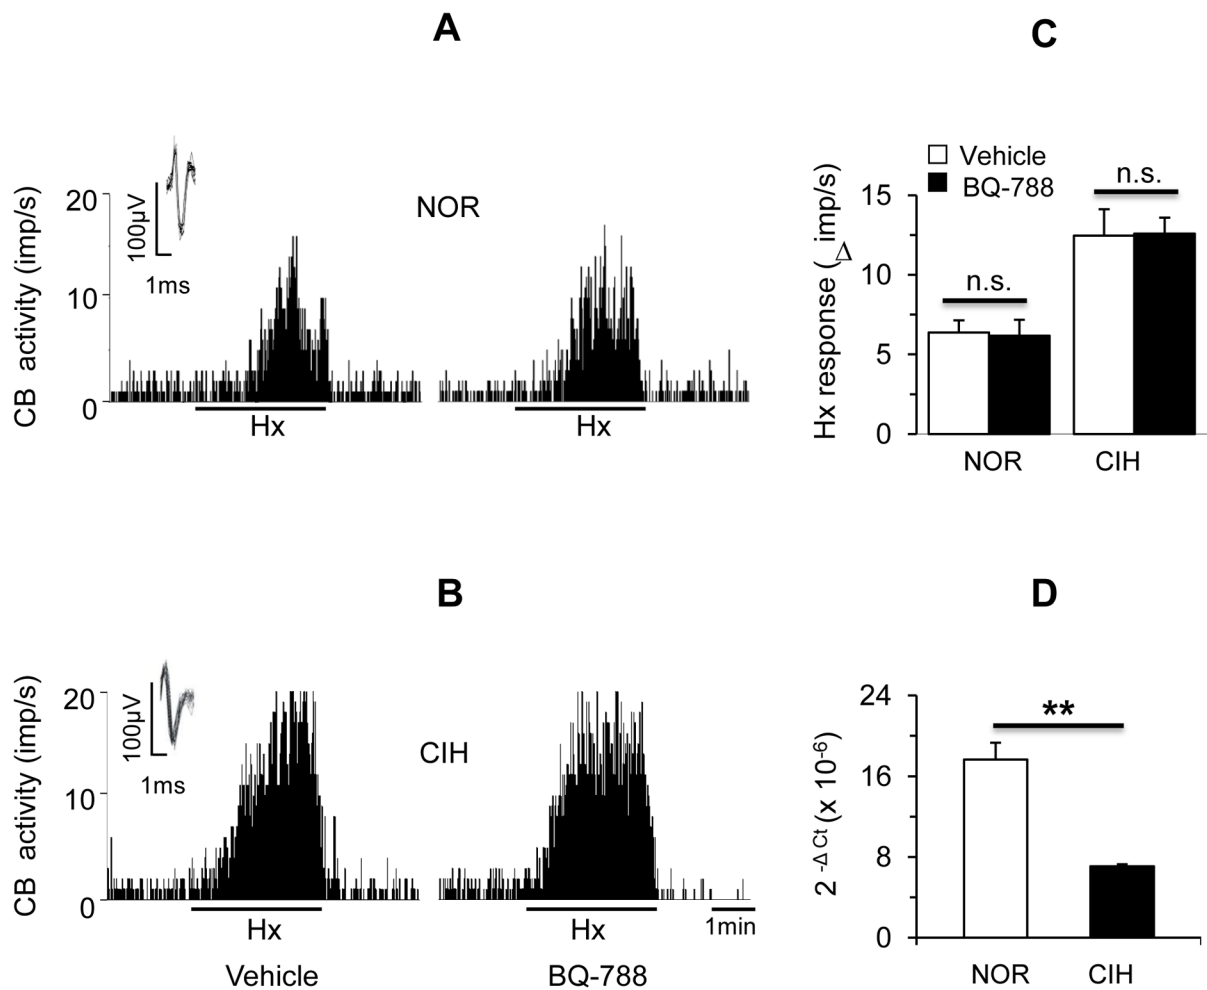 A
CB activity (imp/s)
20
10
0
100µV
1ms
NOR
Hx
Hx
C
Vehicle
BQ-788
Hx response (Δ imp/s)
15
10
5
0
n.s.
n.s.
NOR
CIH
B
CB activity (imp/s)
20
10
0
100µV
1ms
CIH
Hx
Hx
1min
Vehicle
BQ-788
D
2 -Δ Ct (x 10-6)
24
16
8
0
**
NOR
CIH